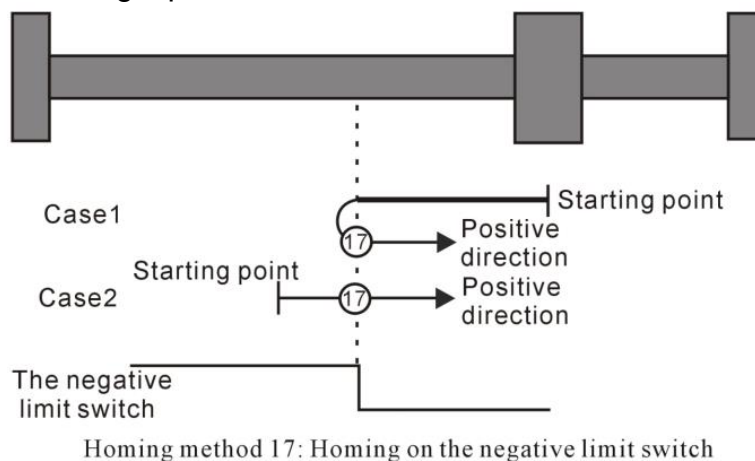 Case1
Starting point
17
Positive
direction
Starting point
Case2
17
Positive
direction
The negative
limit switch
Homing method 17: Homing on the negative limit switch